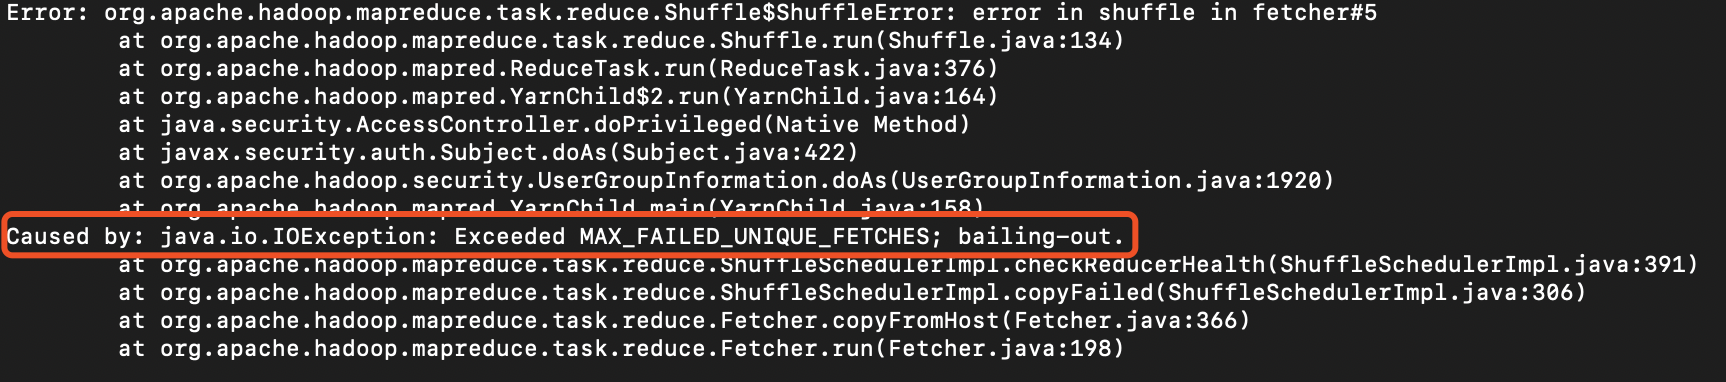 Error: org.apache.hadoop.mapreduce.task.reduce.Shuffle$ShuffleError: error in shuffle in fetcher#5
at org.apache.hadoop.mapreduce.task.reduce.Shuffle.run(Shuffle.java:134)
at org.apache.hadoop.mapred.ReduceTask.run(ReduceTask.java:376)
at org.apache.hadoop.mapred.YarnChild$2.run(YarnChild.java:164)
at java.security.AccessController.doPrivileged(Native Method)
at javax.security.auth.Subject.doAs(Subject.java:422)
at org.apache.hadoop.security.UserGroupInformation.doAs(UserGroupInformation.java:1920)
at org.apache.hadoop.mapred.YarnChild.main(YarnChild.java:158)
Caused by: java.io.IOException: Exceeded MAX_FAILED_UNIQUE_FETCHES; bailing-out.
at org.apache.hadoop.mapreduce.task.reduce.ShuffleSchedulerImpl.checkReducerHealth(ShuffleSchedulerImpl.java:391)
at org.apache.hadoop.mapreduce.task.reduce.ShuffleSchedulerImpl.copyFailed(ShuffleSchedulerImpl.java:306)
at org.apache.hadoop.mapreduce.task.reduce.Fetcher.copyFromHost(Fetcher.java:366)
at org.apache.hadoop.mapreduce.task.reduce.Fetcher.run(Fetcher.java:198)